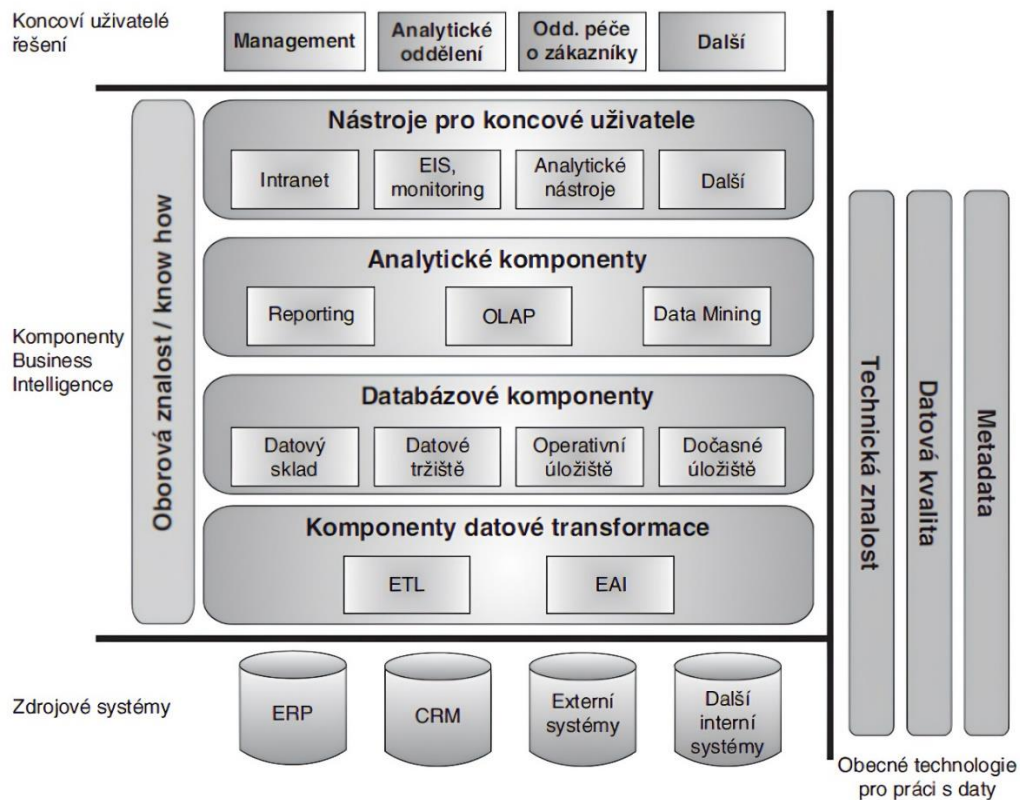 Koncoví uživatelé
řešení
Management
Analytické
oddělení
Odd. péče
o zákazníky
Další
Oborová znalost / know how
Nástroje pro koncové uživatele
Intranet
EIS,
monitoring
Analytické
nástroje
Další
Komponenty
Business
Intelligence
Analytické komponenty
Reporting
OLAP
Data Mining
Databázové komponenty
Datový
sklad
Datové
tržiště
Operativní
úložiště
Dočasné
úložiště
Komponenty datové transformace
ETL
EAI
Zdrojové systémy
ERP
CRM
Externí
systémy
Další
interní
systémy
Technická znalost
Datová kvalita
Metadata
Obecné technologie
pro práci s daty